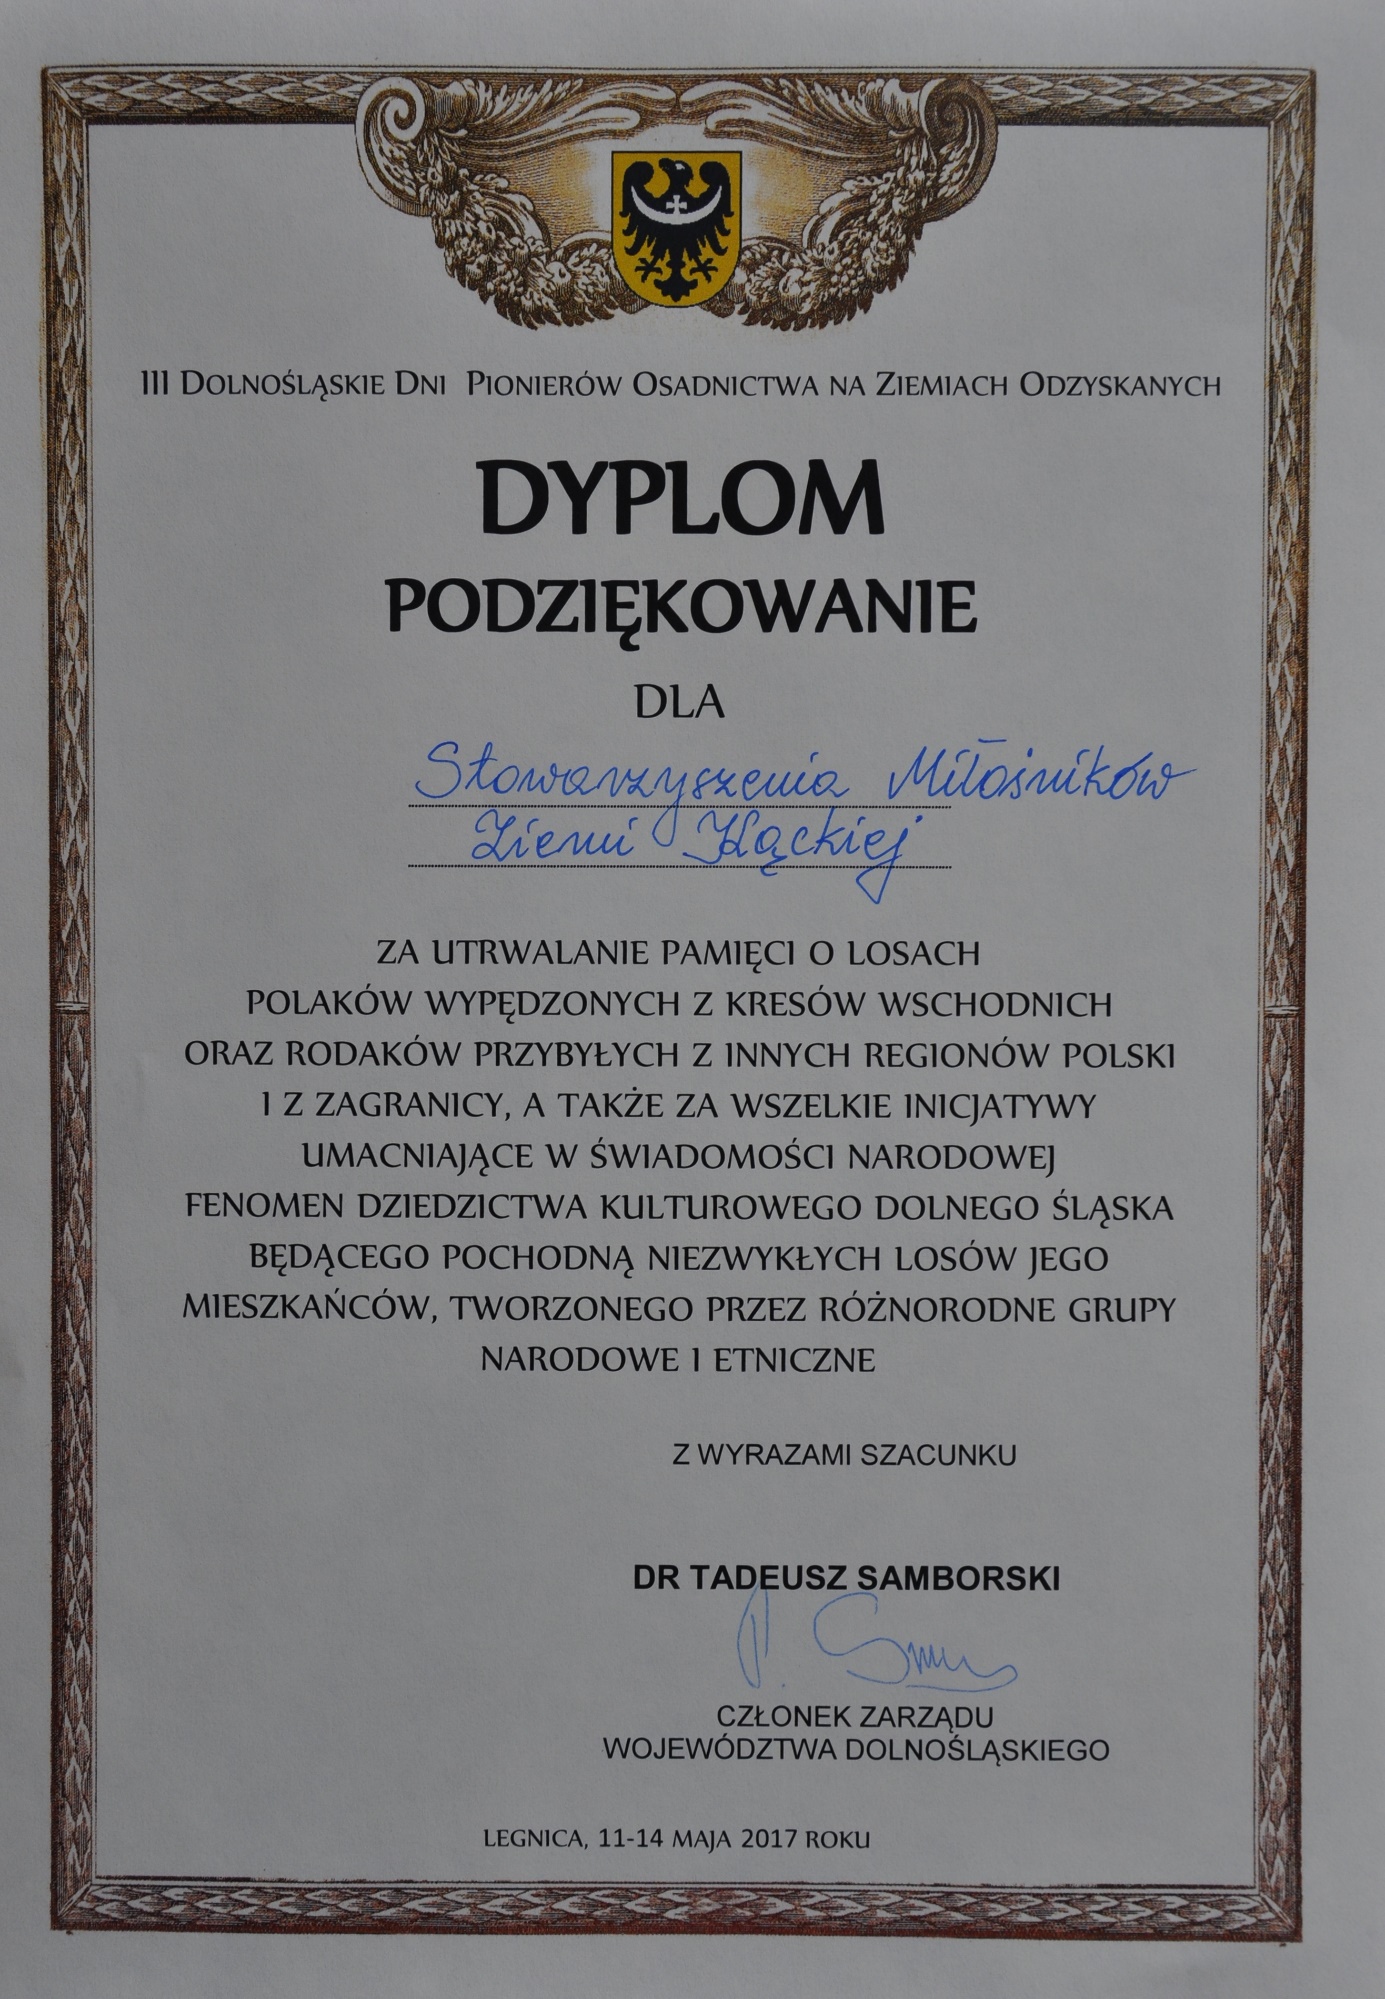 III Dolnośląskie Dni Pionierów Osadnictwa na Ziemiach Odzyskanych
DYPLOM
PODZIĘKOWANIE
DLA
Stowarzyszenia Miłośników
Ziemi Kąckiej
ZA UTRWALANIE PAMIĘCI O LOSACH
POLAKÓW WYPĘDZONYCH Z KRESÓW WSCHODNICH
ORAZ RODAKÓW PRZYBYŁYCH Z INNYCH REGIONÓW POLSKI
I Z ZAGRANICY, A TAKŻE ZA WSZELKIE INICJATYWY
UMACNIAJĄCE W ŚWIADOMOŚCI NARODOWEJ
FENOMEN DZIEDZICTWA KULTUROWEGO DOLNEGO ŚLĄSKA
BĘDĄCEGO POCHODNĄ NIEZWYKŁYCH LOSÓW JEGO
MIESZKAŃCÓW, TWORZONEGO PRZEZ RÓŻNORODNE GRUPY
NARODOWE I ETNICZNE
Z WYRAZAMI SZACUNKU
DR TADEUSZ SAMBORSKI
CZŁONEK ZARZĄDU
WOJEWÓDZTWA DOLNOŚLĄSKIEGO
LEGNICA, 11-14 MAJA 2017 ROKU